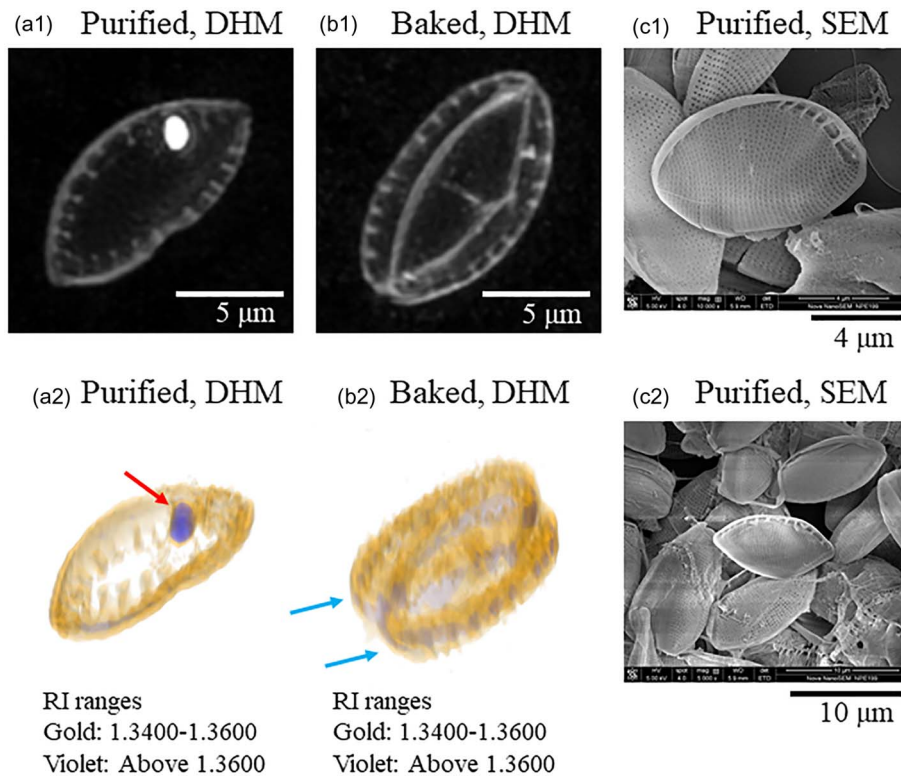 (a1) Purified, DHM
(b1) Baked, DHM
(c1) Purified, SEM
5 μm
5 μm
4 μm
(a2) Purified, DHM
(b2) Baked, DHM
(c2) Purified, SEM
RI ranges
Gold: 1.3400-1.3600
Violet: Above 1.3600
RI ranges
Gold: 1.3400-1.3600
Violet: Above 1.3600
10 μm